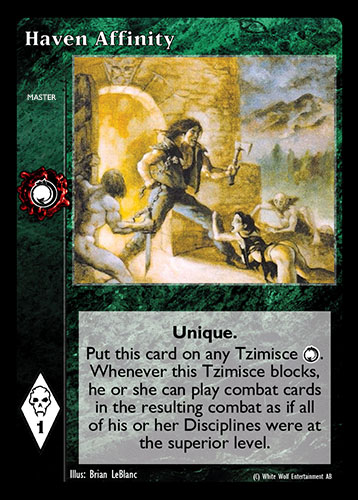 Haven Affinity
MASTER
Unique.
Put this card on any Tzimisce .
Whenever this Tzimisce blocks,
he or she can play combat cards
in the resulting combat as if all
of his or her Disciplines were at
the superior level.
1
Illus: Brian LeBlanc
(C) White Wolf Entertainment AB